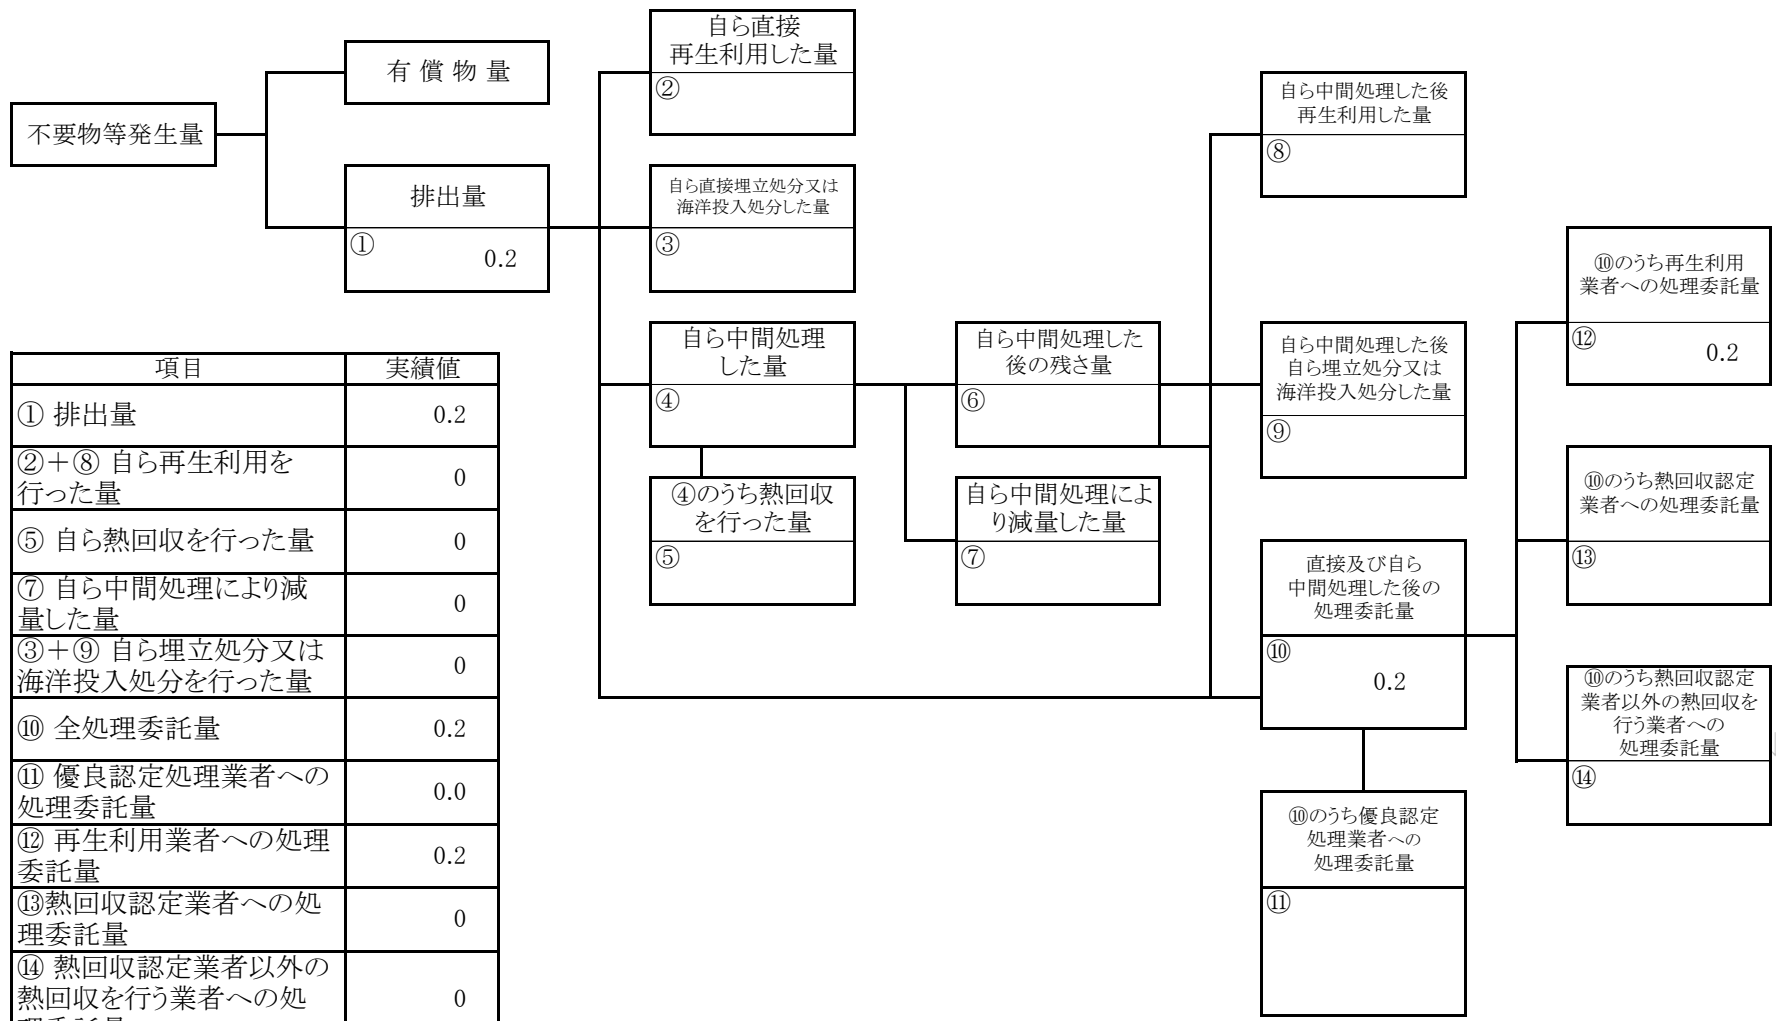 不要物等発生量
有 償 物 量
排出量
①
0.2
自ら直接
再生利用した量
②
自ら直接埋立処分又は
海洋投入処分した量
③
自ら中間処理
した量
④
④のうち熱回収
を行った量
⑤
自ら中間処理した
後の残さ量
⑥
自ら中間処理によ
り減量した量
⑦
自ら中間処理した後
再生利用した量
⑧
自ら中間処理した後
自ら埋立処分又は
海洋投入処分した量
⑨
直接及び自ら
中間処理した後の
処理委託量
⑩
0.2
⑩のうち優良認定
処理業者への
処理委託量
⑪
⑩のうち再生利用
業者への処理委託量
⑫
0.2
⑩のうち熱回収認定
業者への処理委託量
⑬
⑩のうち熱回収認定
業者以外の熱回収を
行う業者への
処理委託量
⑭
項目 実績値
① 排出量 0.2
②+⑧ 自ら再生利用を
行った量 0
⑤ 自ら熱回収を行った量 0
⑦ 自ら中間処理により減
量した量 0
③+⑨ 自ら埋立処分又は
海洋投入処分を行った量 0
⑩ 全処理委託量 0.2
⑪ 優良認定処理業者への
処理委託量 0.0
⑫ 再生利用業者への処理
委託量 0.2
⑬熱回収認定業者への処
理委託量 0
⑭ 熱回収認定業者以外の
熱回収を行う業者への処 0